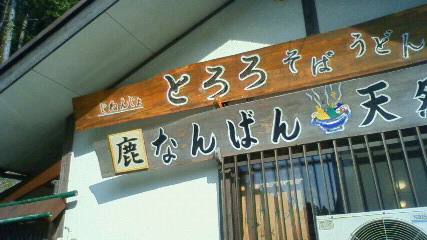 じねんじょ とろろ そば うどん
鹿 なんばん 天